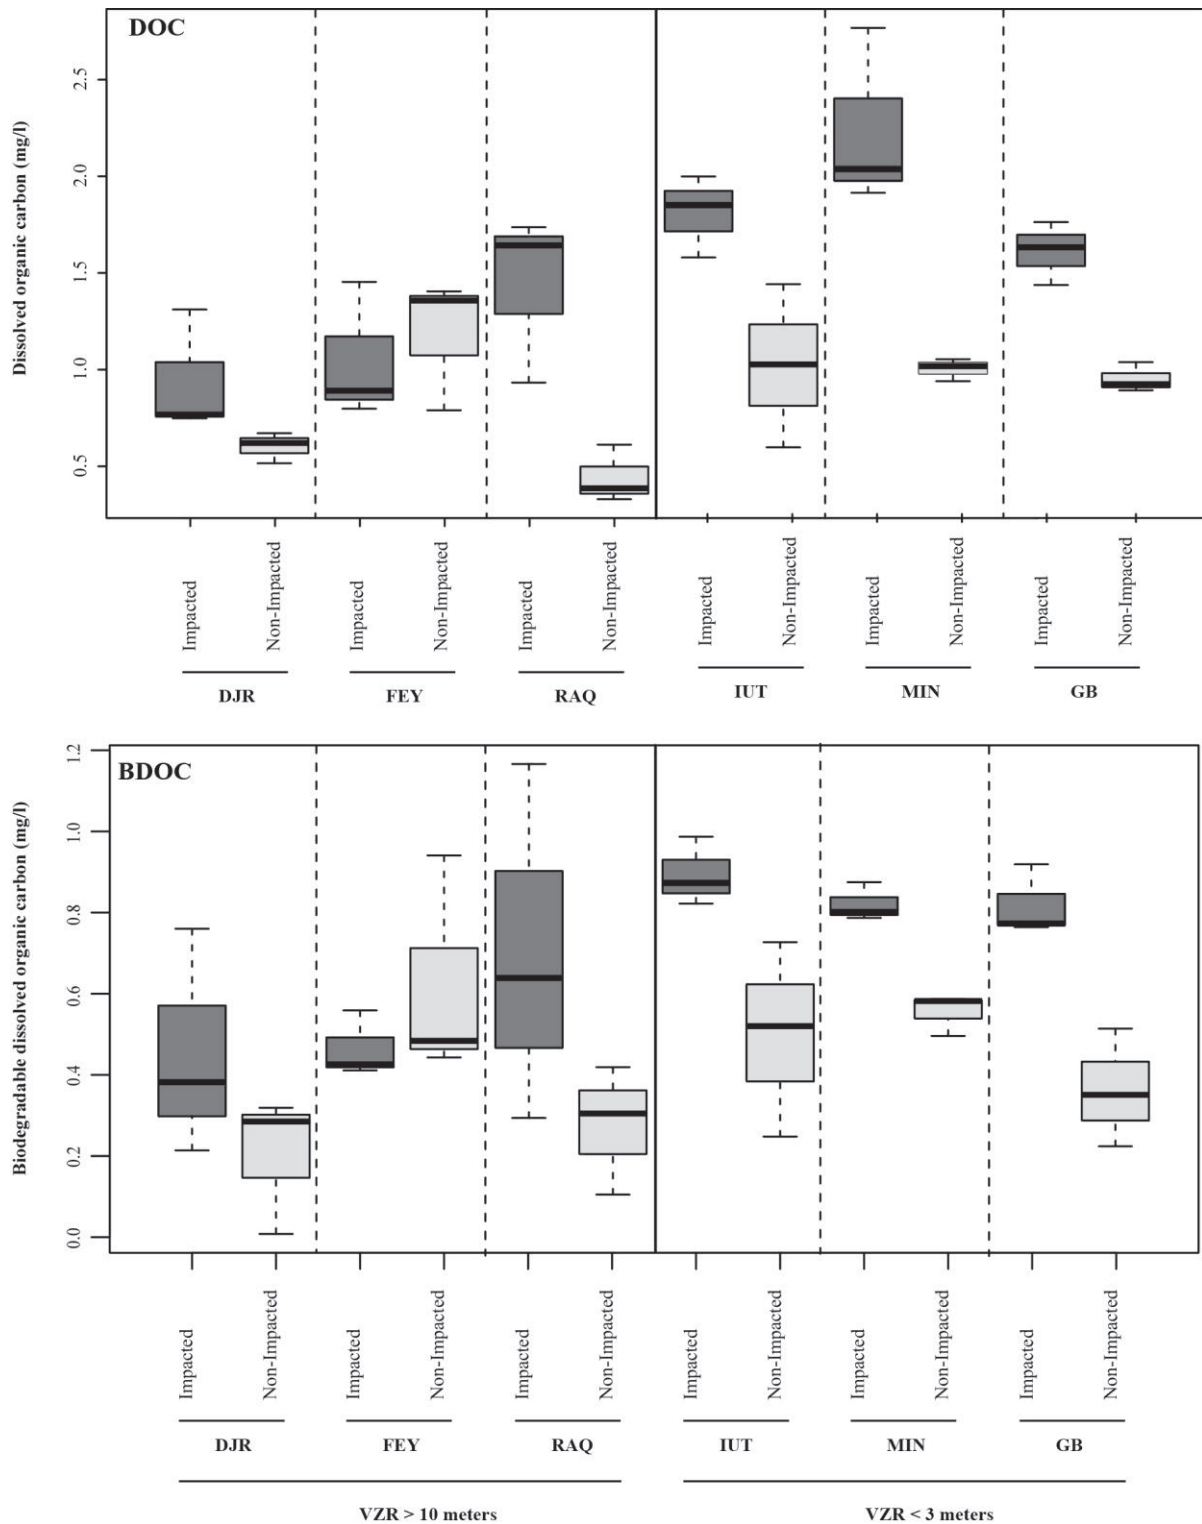 DOC
Dissolved organic carbon (mg/l)
2.5
2.0
1.5
1.0
0.5
Impacted
Non-Impacted
Impacted
Non-Impacted
Impacted
Non-Impacted
Impacted
Non-Impacted
Impacted
Non-Impacted
Impacted
Non-Impacted
DJR FEY RAQ IUT MIN GB
BDOC
Biodegradable dissolved organic carbon (mg/l)
1.2
1.0
0.8
0.6
0.4
0.2
0.0
Impacted
Non-Impacted
Impacted
Non-Impacted
Impacted
Non-Impacted
Impacted
Non-Impacted
Impacted
Non-Impacted
Impacted
Non-Impacted
DJR FEY RAQ IUT MIN GB
VZR > 10 meters VZR < 3 meters